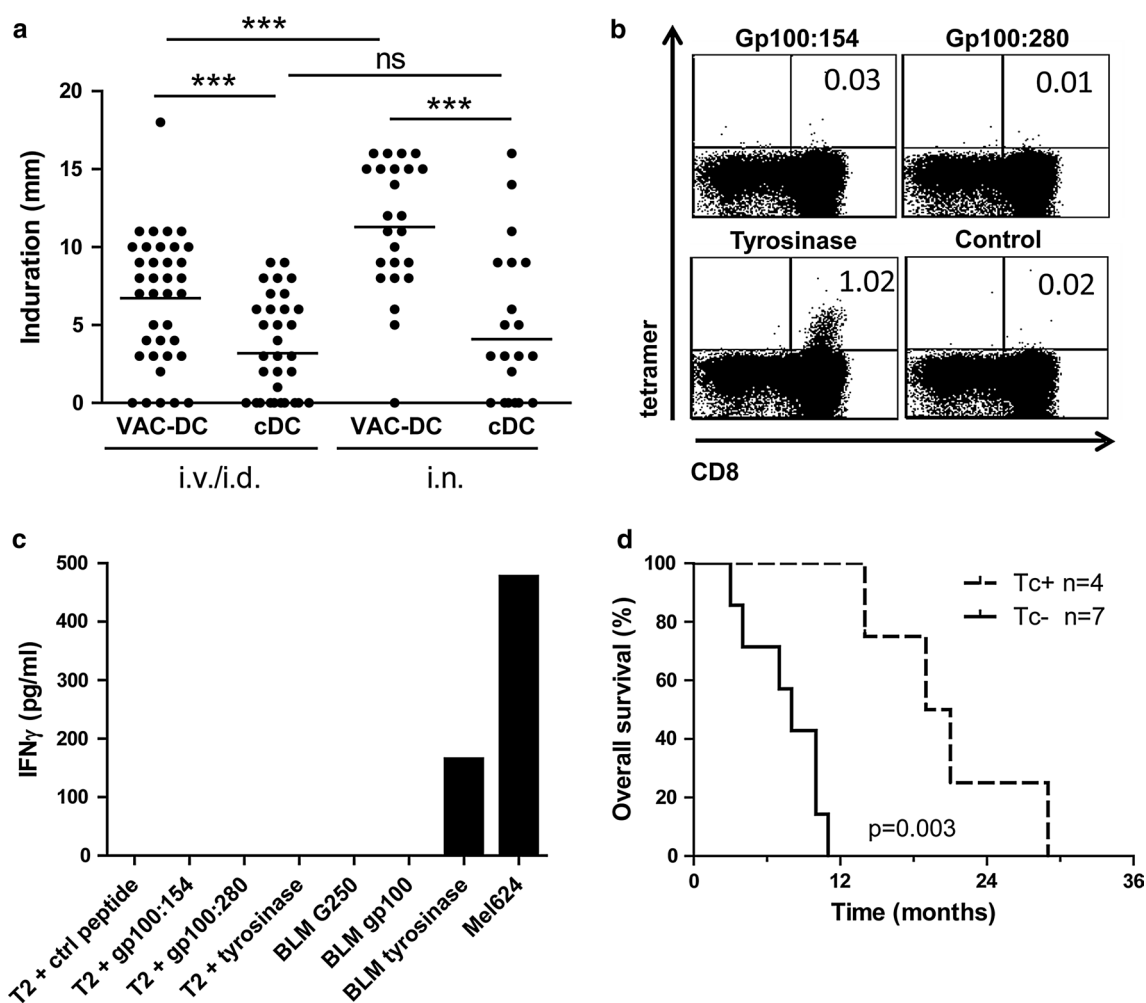 a
***
ns
***
***
Induration (mm)
20
15
10
5
0
VAC-DC cDC VAC-DC cDC
i.v./i.d. i.n.
b
Gp100:154 Gp100:280
0.03 0.01
Tyrosinase Control
1.02 0.02
tetramer
CD8
c
IFNγ (pg/ml)
500
400
300
200
100
0
T2 + ctrl peptide
T2 + gp100:154
T2 + gp100:280
T2 + tyrosinase
BLM G250
BLM gp100
BLM tyrosinase
Mel624
d
Overall survival (%)
100
80
60
40
20
0
Tc+ n=4
Tc- n=7
p=0.003
0 12 24 36
Time (months)